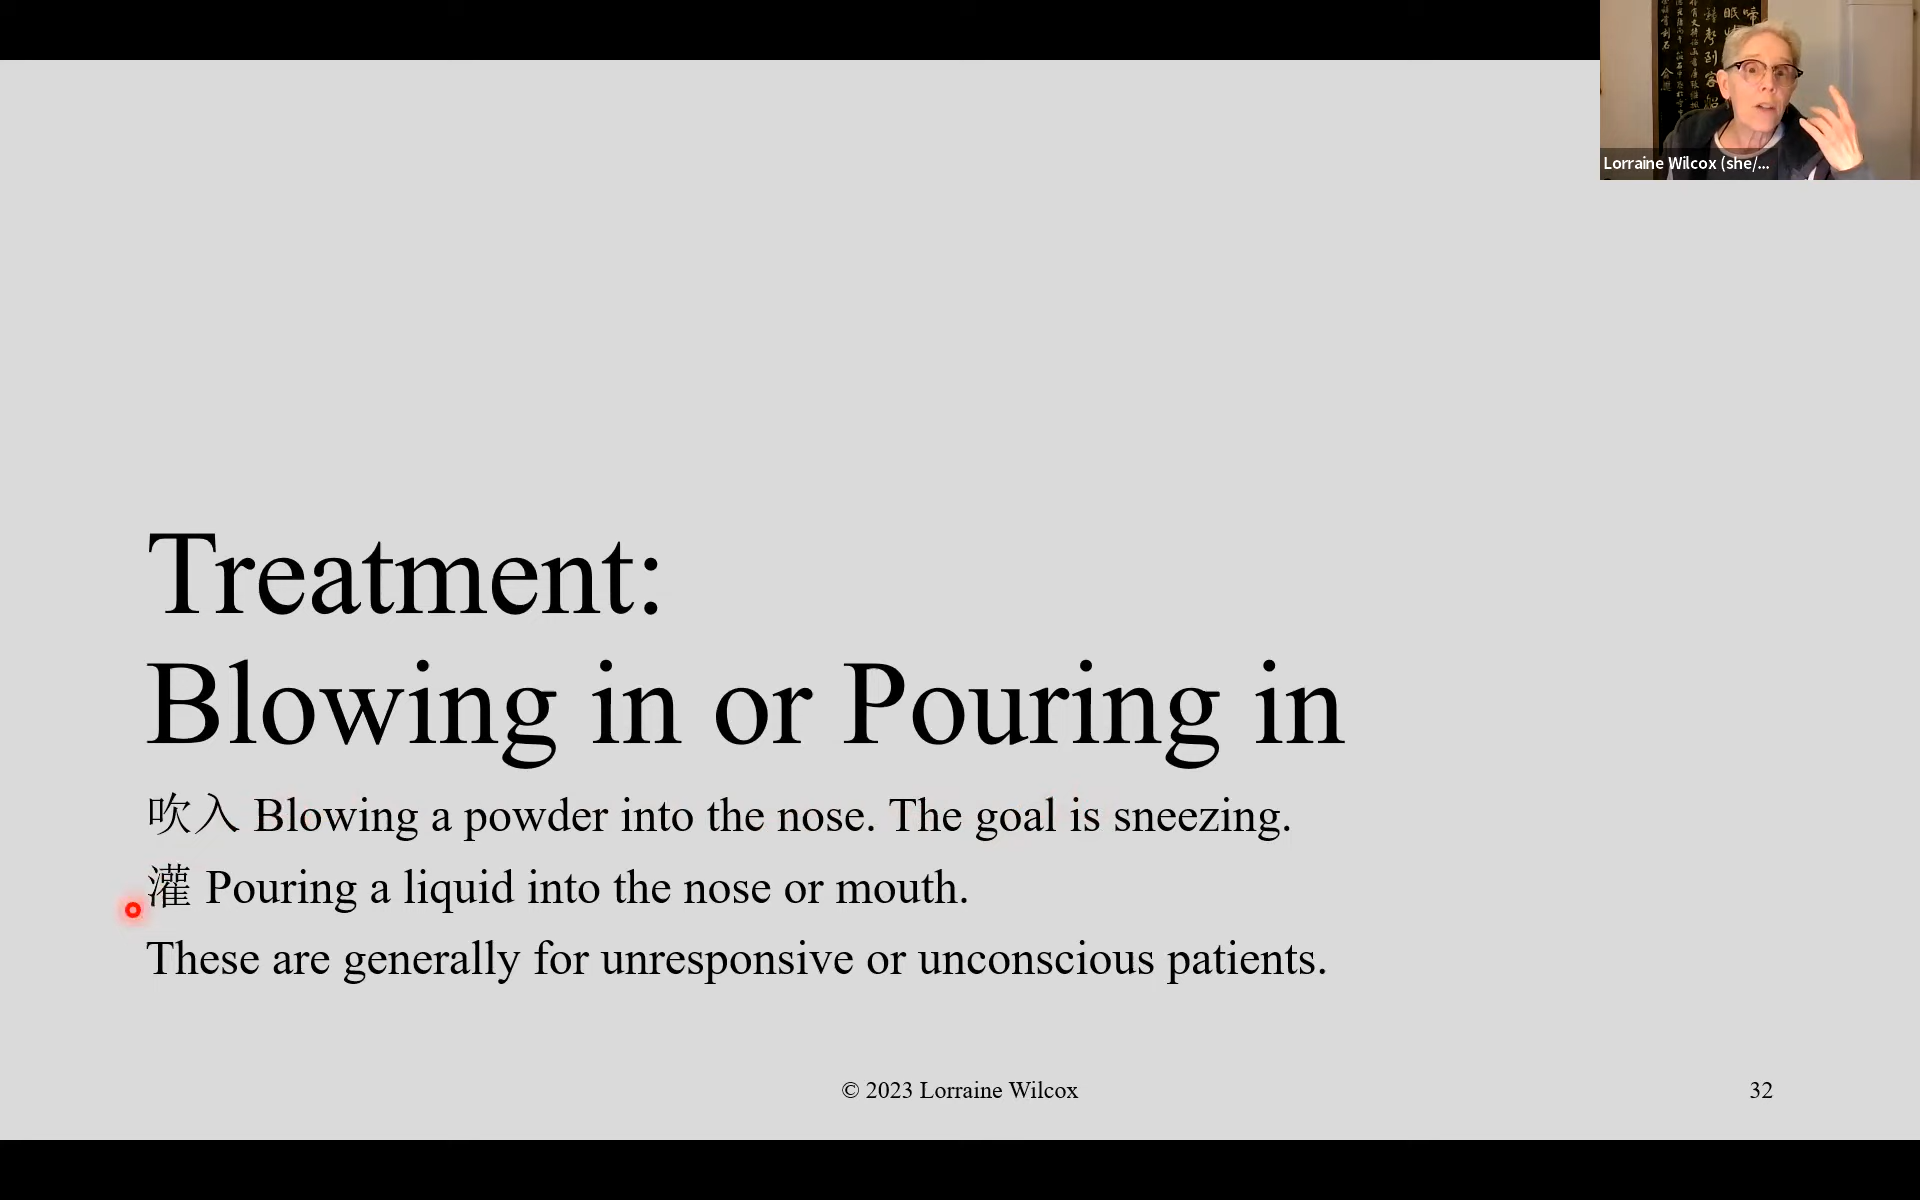 Lorraine Wilcox (she/...
Treatment:
Blowing in or Pouring in
吹入 Blowing a powder into the nose. The goal is sneezing.
灌 Pouring a liquid into the nose or mouth.
These are generally for unresponsive or unconscious patients.
© 2023 Lorraine Wilcox
32